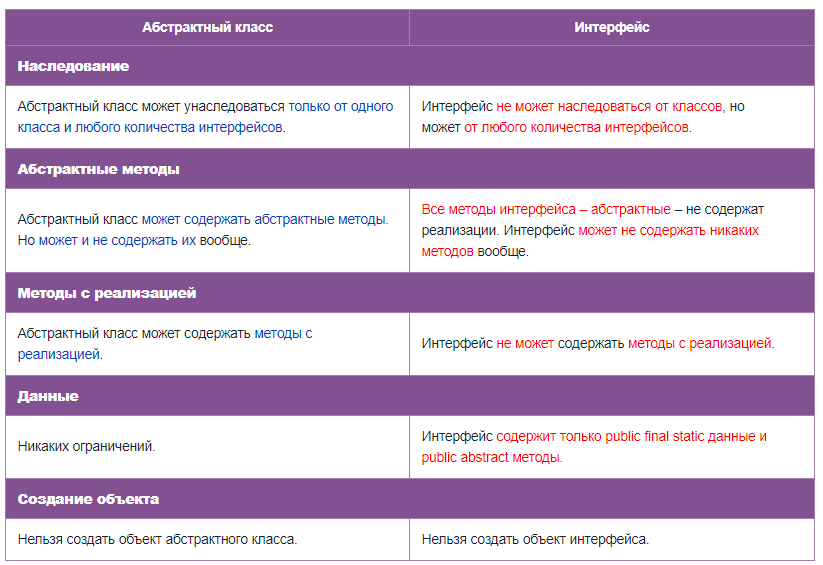 Абстрактный класс
Интерфейс
Наследование
Абстрактный класс может унаследоваться только от одного
класса и любого количества интерфейсов.
Интерфейс не может наследоваться от классов, но
может от любого количества интерфейсов.
Абстрактные методы
Абстрактный класс может содержать абстрактные методы.
Но может и не содержать их вообще.
Все методы интерфейса – абстрактные – не содержат
реализации. Интерфейс может не содержать никаких
методов вообще.
Методы с реализацией
Абстрактный класс может содержать методы с
реализацией.
Интерфейс не может содержать методы с реализацией.
Данные
Никаких ограничений.
Интерфейс содержит только public final static данные и
public abstract методы.
Создание объекта
Нельзя создать объект абстрактного класса.
Нельзя создать объект интерфейса.